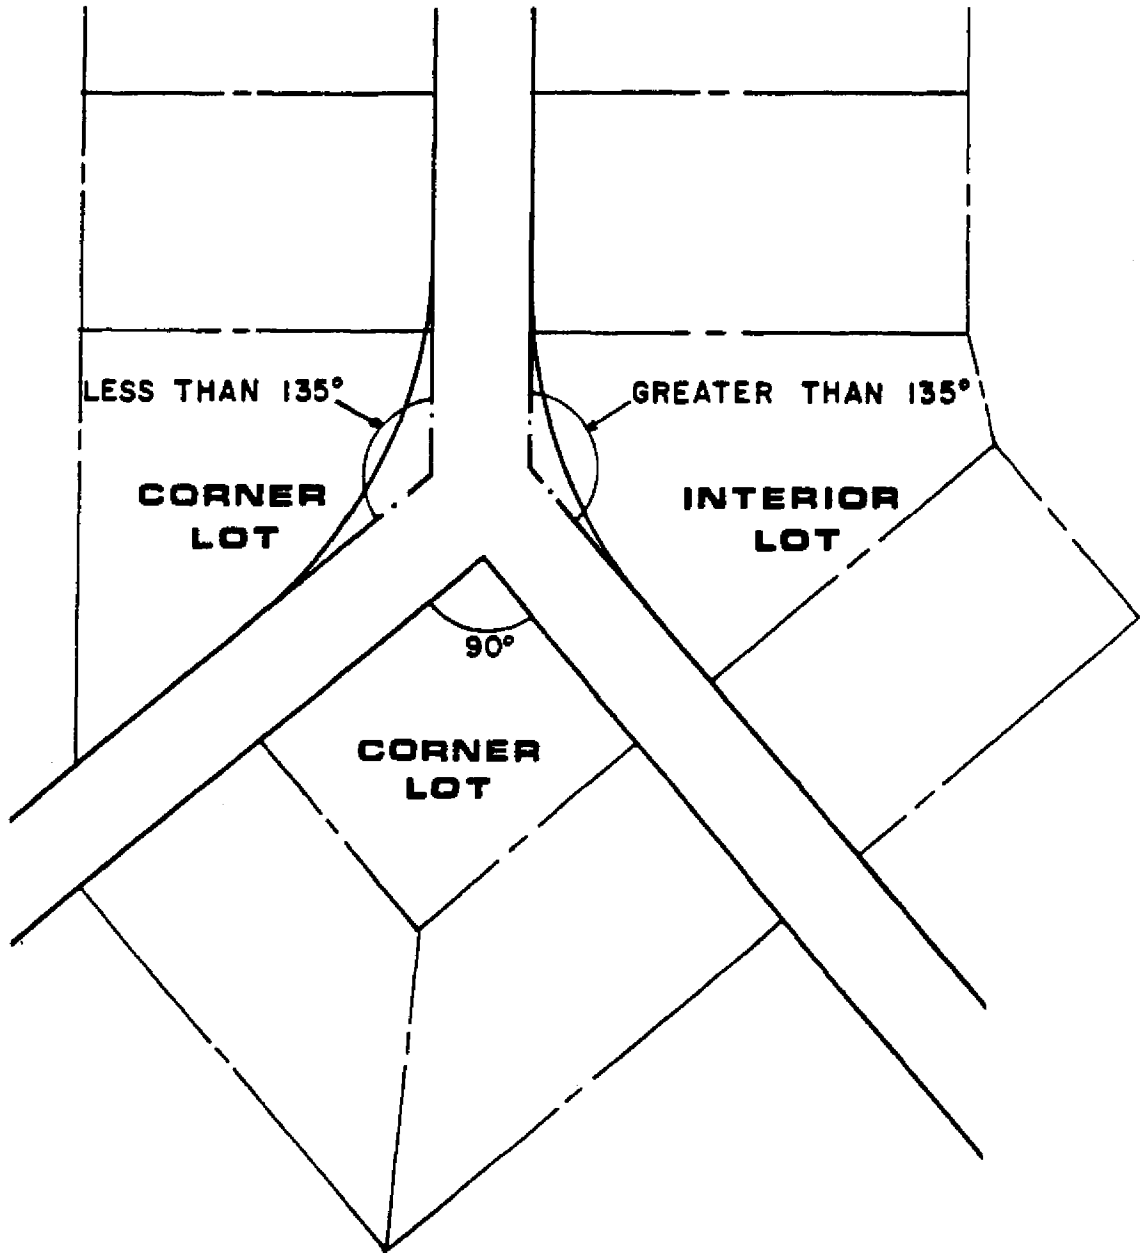 LESS THAN 135°
GREATER THAN 135°
CORNER
LOT
INTERIOR
LOT
90°
CORNER
LOT